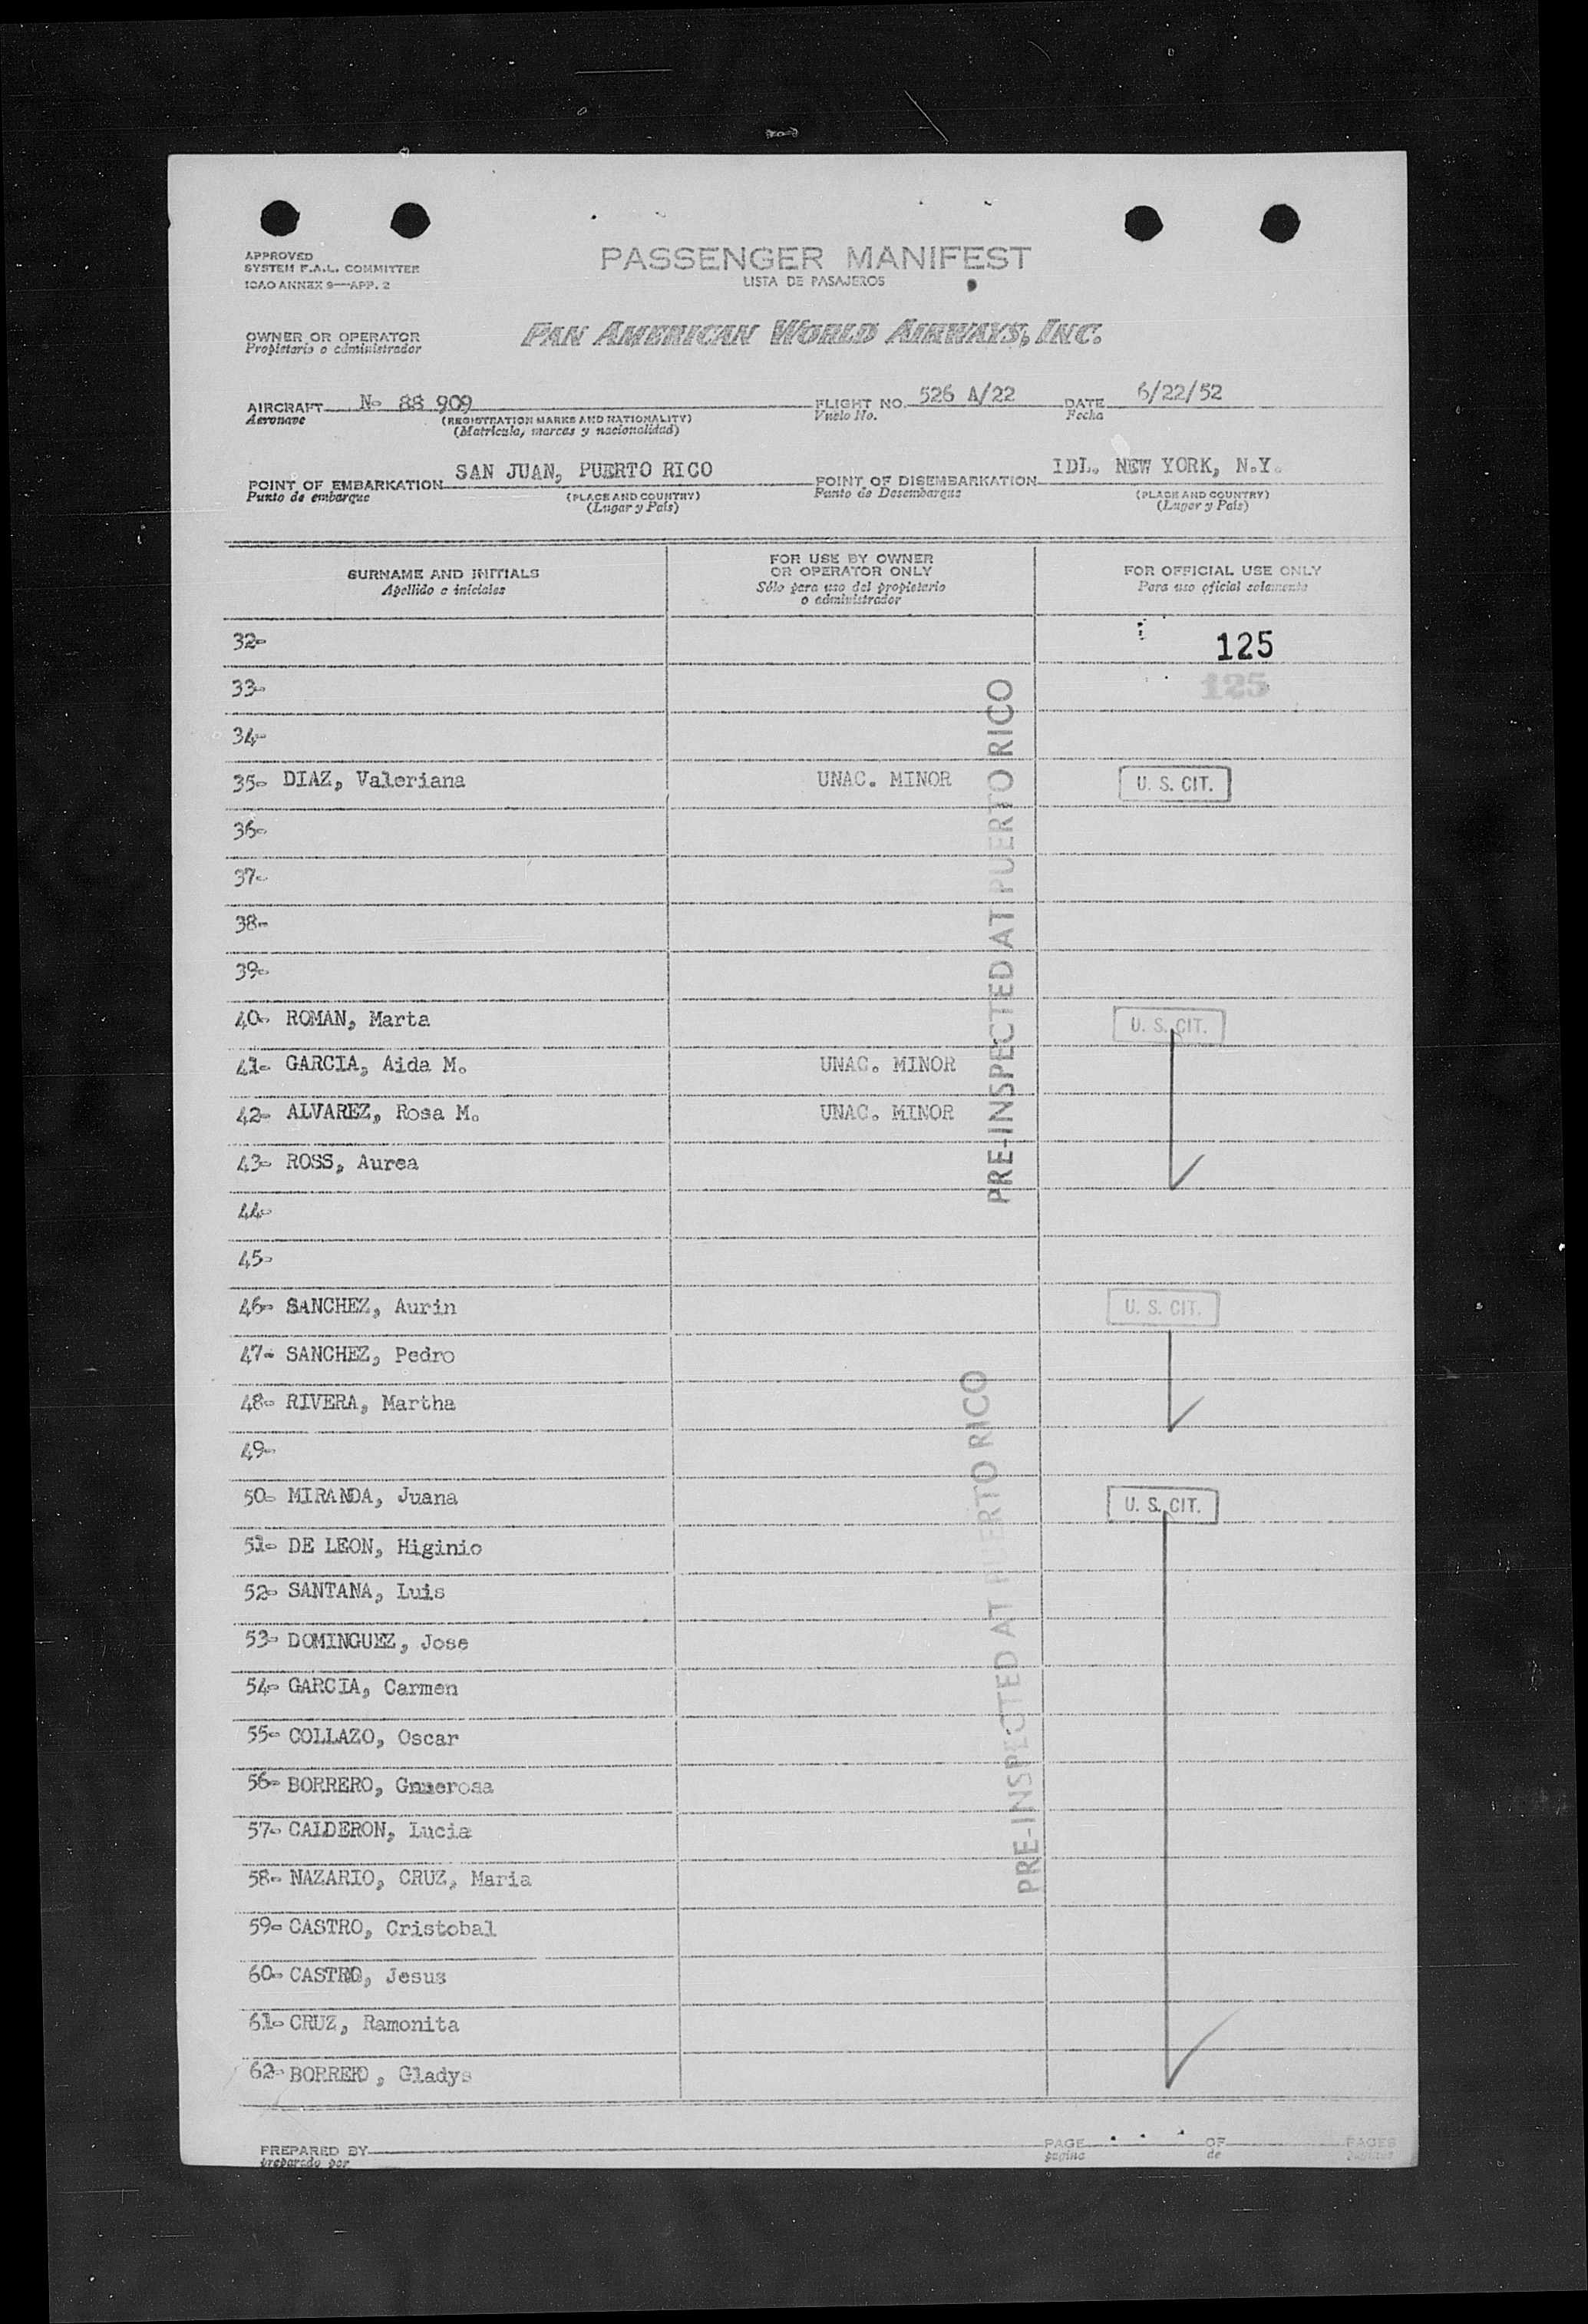 APPROVED
SYSTEM F.A.L. COMMITTEE
ICAO ANNEX 9—APP. 2
PASSENGER MANIFEST
LISTA DE PASAJEROS
OWNER OR OPERATOR
Propietario o administrador
PAN AMERICAN WORLD AIRWAYS, INC.
AIRCRAFT N- 88 909 FLIGHT NO. 526 A/22 DATE 6/22/52
Aeronave (REGISTRATION MARKS AND NATIONALITY) Vuelo No. Fecha
(Matrícula, marcas y nacionalidad)
POINT OF EMBARKATION SAN JUAN, PUERTO RICO POINT OF DISEMBARKATION IDL. NEW YORK, N.Y.
Punto de embarque (PLACE AND COUNTRY) Punto de Desembarque (PLACE AND COUNTRY)
(Lugar y País) (Lugar y País)
SURNAME AND INITIALS
Apellido e iniciales
FOR USE BY OWNER
OR OPERATOR ONLY
Sólo para uso del propietario
o administrador
FOR OFFICIAL USE ONLY
Para uso oficial solamente
32- 125
33- 125
34-
35- DIAZ, Valeriana UNAC. MINOR U. S. CIT.
36-
37-
38-
39-
40- ROMAN, Marta U. S. CIT.
41- GARCIA, Aida M. UNAC. MINOR
42- ALVAREZ, Rosa M. UNAC. MINOR
43- ROSS, Aurea
44-
45-
46- SANCHEZ, Aurin U. S. CIT.
47- SANCHEZ, Pedro
48- RIVERA, Martha
49-
50- MIRANDA, Juana U. S. CIT.
51- DE LEON, Higinio
52- SANTANA, Luis
53- DOMINGUEZ, Jose
54- GARCIA, Carmen
55- COLLAZO, Oscar
56- BORRERO,
57- CALDERON, Lucia
58- NAZARIO, CRUZ, Maria
59- CASTRO, Cristobal
60- CASTRO, Jesus
61- CRUZ, Ramonita
62- BORRERO, Gladys
PRE-INSPECTED AT PUERTO RICO
PRE-INSPECTED AT PUERTO RICO
PREPARED BY PAGE OF PAGES
preparado por pagina de paginas